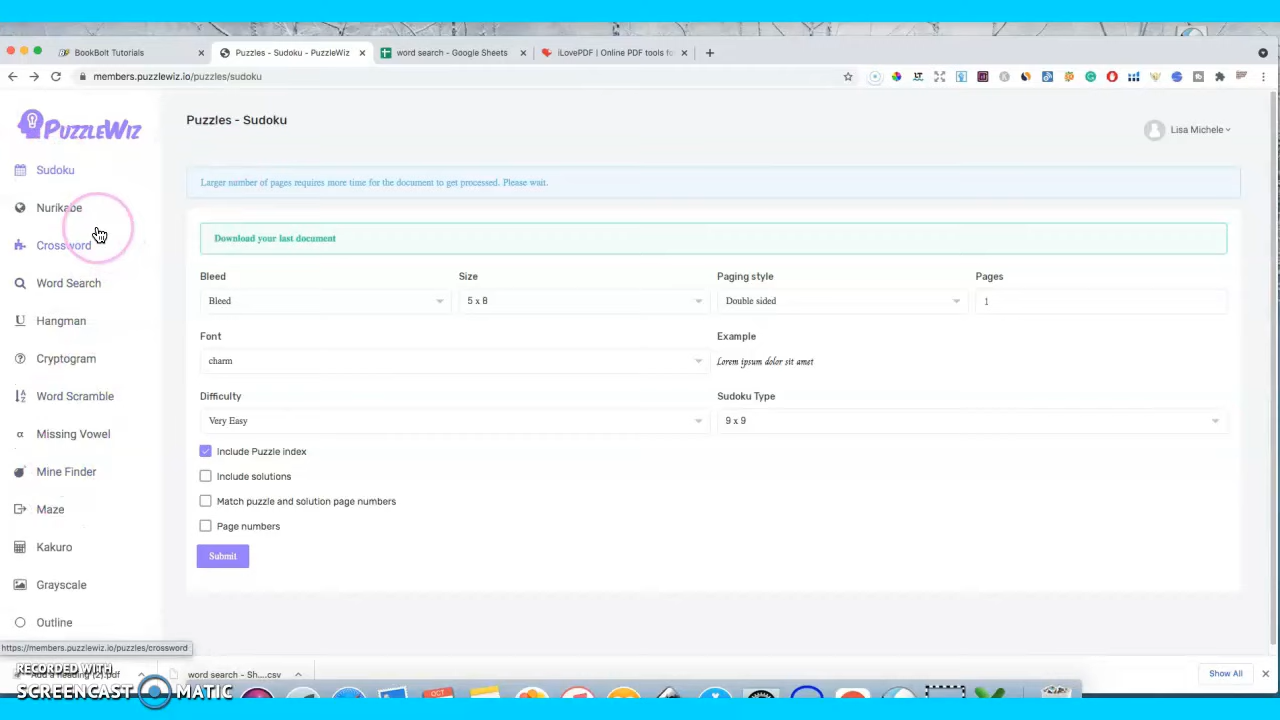 BookBolt Tutorials
Puzzles - Sudoku - PuzzleWiz
word search - Google Sheets
iLovePDF | Online PDF tools fo
members.puzzlewiz.io/puzzles/sudoku
PUZZLEWIZ
Puzzles - Sudoku
Lisa Michele
Sudoku
Nurikabe
Crossword
Word Search
Hangman
Cryptogram
Word Scramble
Missing Vowel
Mine Finder
Maze
Kakuro
Grayscale
Outline
Larger number of pages requires more time for the document to get processed. Please wait.
Download your last document
Bleed
Size
Paging style
Pages
Bleed
5 x 8
Double sided
1
Font
Example
charm
Lorem ipsum dolor sit amet
Difficulty
Sudoku Type
Very Easy
9 x 9
Include Puzzle index
Include solutions
Match puzzle and solution page numbers
Page numbers
Submit
https://members.puzzlewiz.io/puzzles/crossword
Add a heading (2).pdf
word search - Sh....csv
Show All
RECORDED WITH
SCREENCAST MATIC
OCT